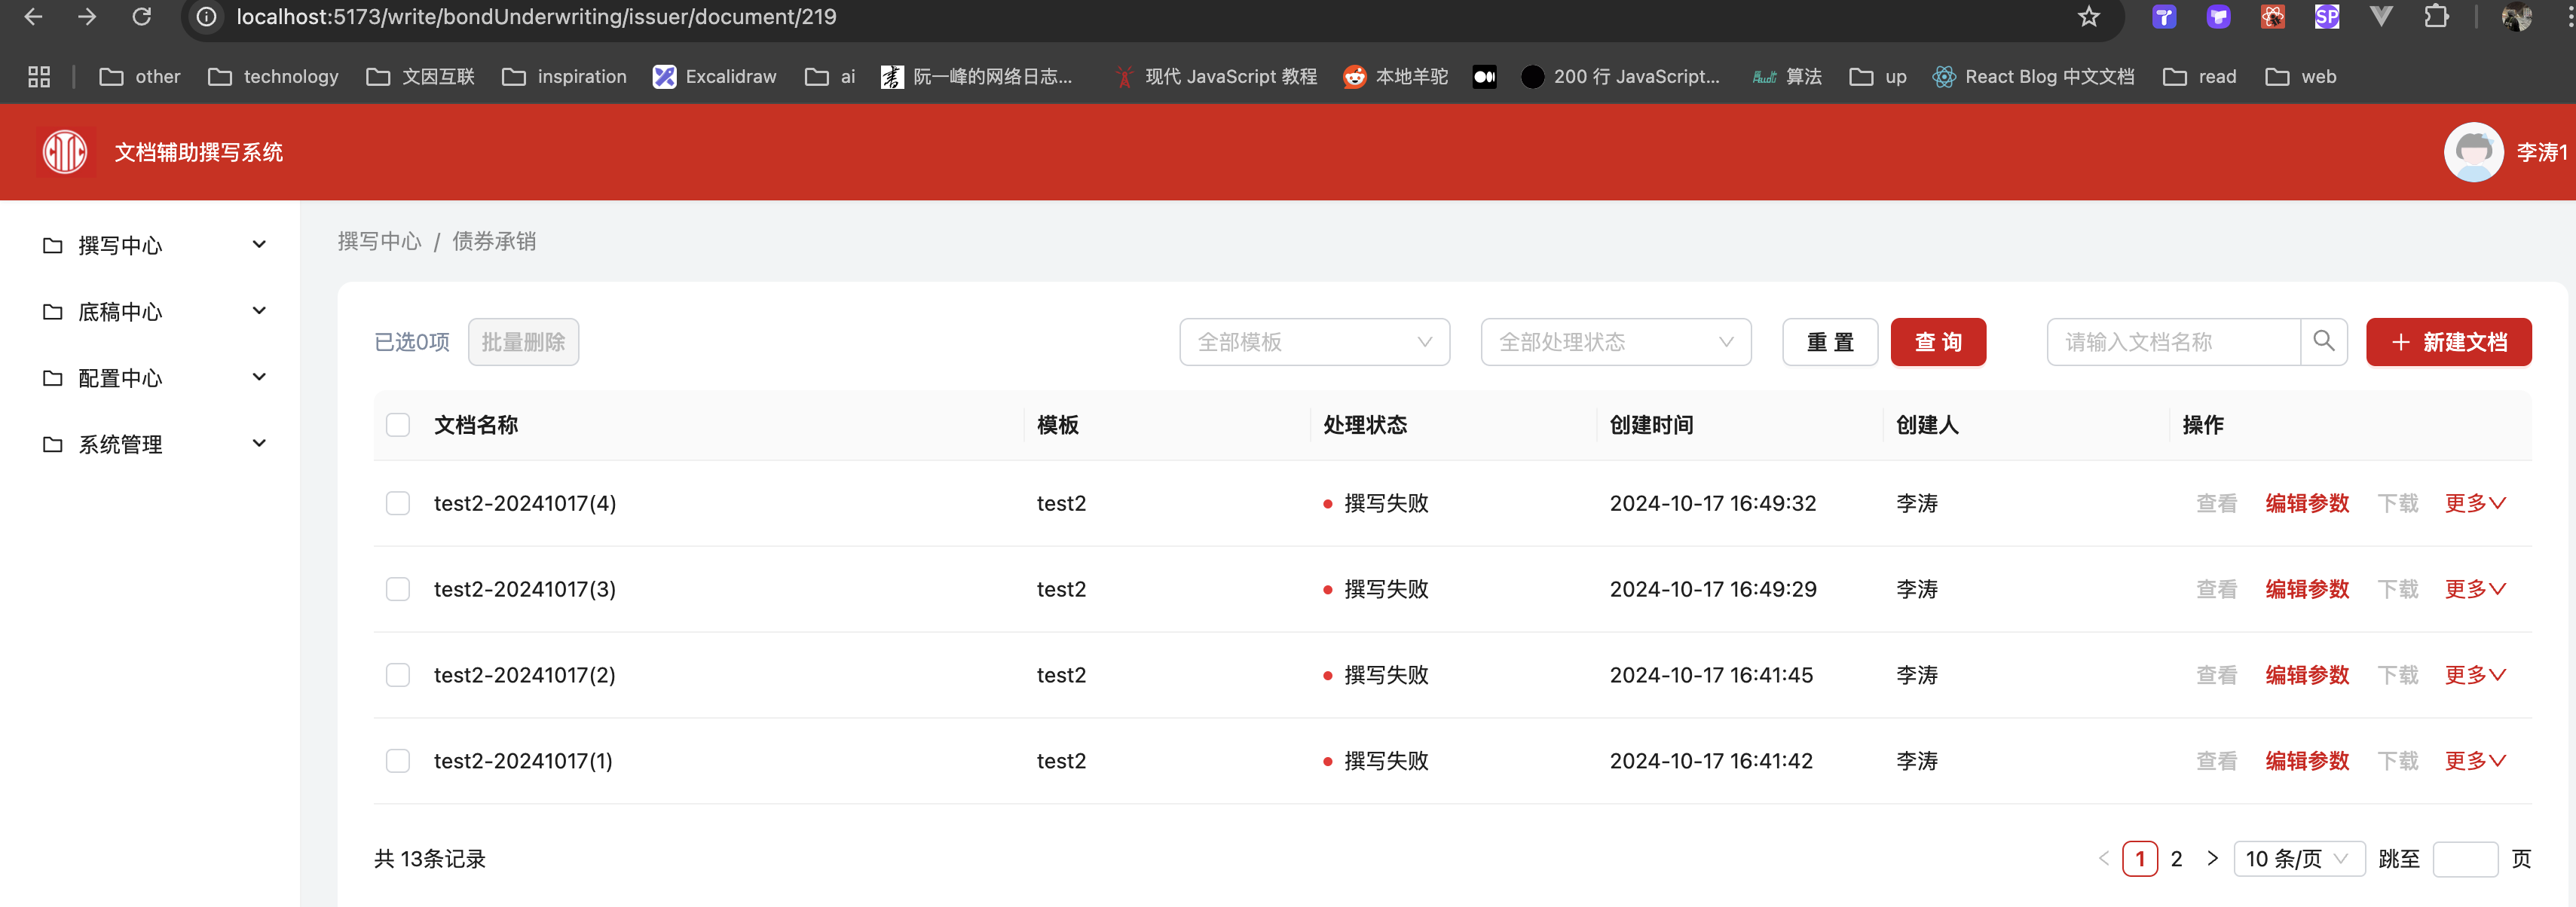 localhost:5173/write/bondUnderwriting/issuer/document/219
SP
other technology 文因互联 inspiration Excalidraw ai 阮一峰的网络日志... 现代 JavaScript 教程 本地羊驼 200 行 JavaScript... 算法 up React Blog 中文文档 read web
文档辅助撰写系统 李涛1
撰写中心
底稿中心
配置中心
系统管理
撰写中心 / 债券承销
已选0项 批量删除 全部模板 全部处理状态 重 置 查 询 请输入文档名称 新建文档
文档名称 模板 处理状态 创建时间 创建人 操作
test2-20241017(4) test2 撰写失败 2024-10-17 16:49:32 李涛 查看 编辑参数 下载 更多
test2-20241017(3) test2 撰写失败 2024-10-17 16:49:29 李涛 查看 编辑参数 下载 更多
test2-20241017(2) test2 撰写失败 2024-10-17 16:41:45 李涛 查看 编辑参数 下载 更多
test2-20241017(1) test2 撰写失败 2024-10-17 16:41:42 李涛 查看 编辑参数 下载 更多
共 13条记录 1 2 10 条/页 跳至 页